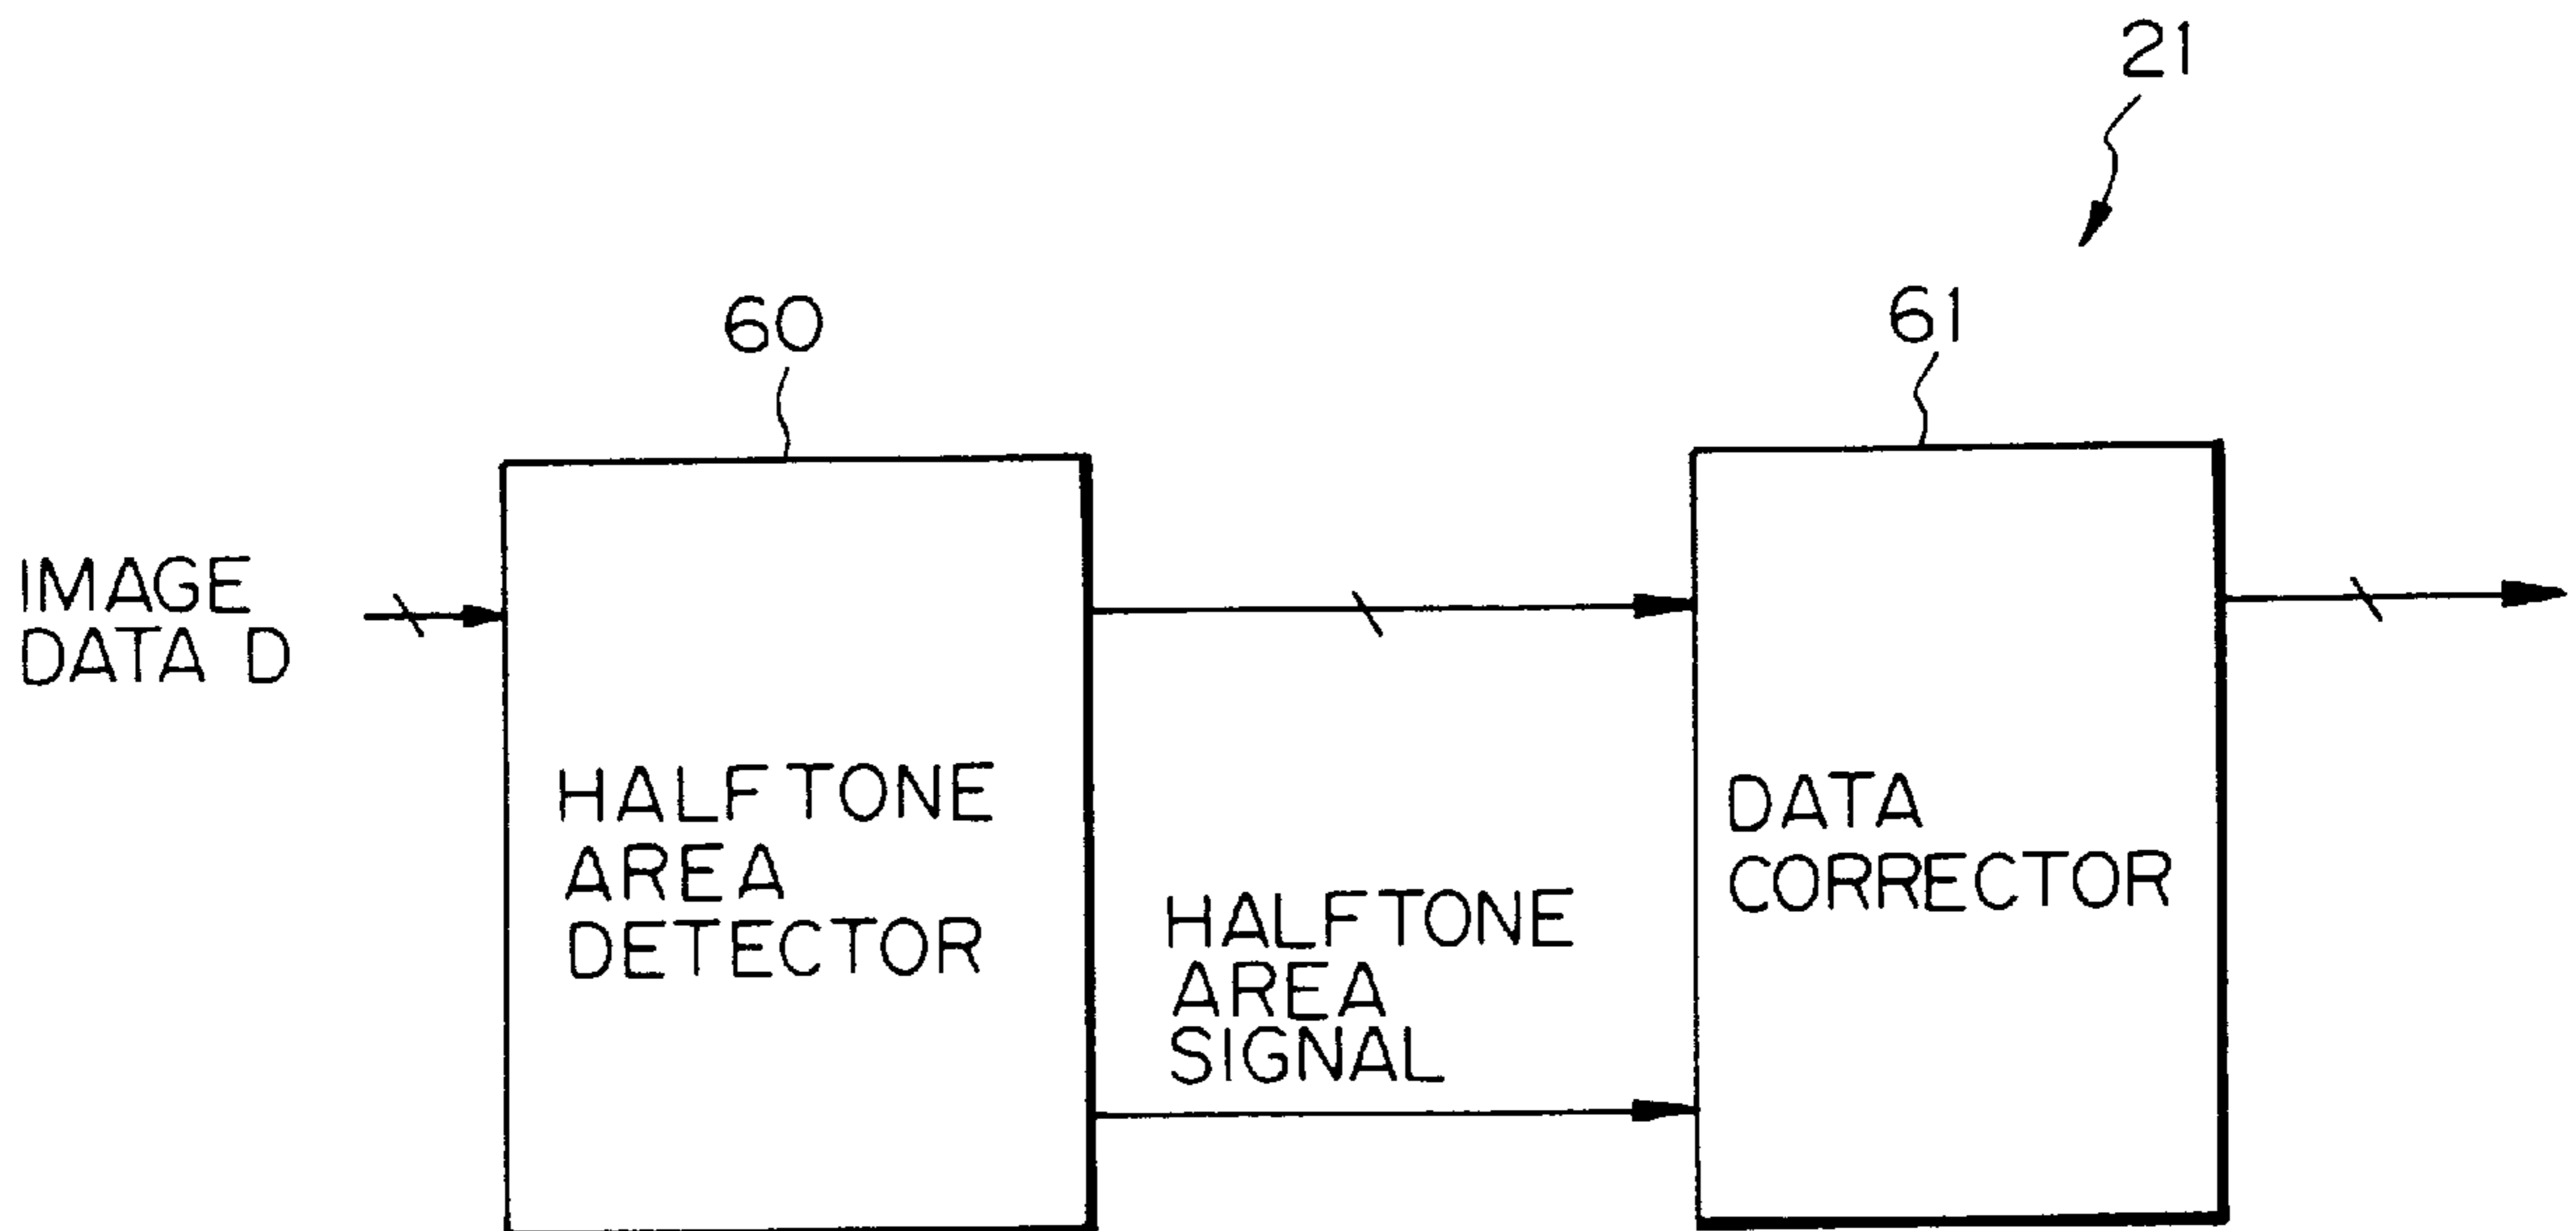 21
60
61
IMAGE
DATA D
HALFTONE
AREA
DETECTOR
HALFTONE
AREA
SIGNAL
DATA
CORRECTOR